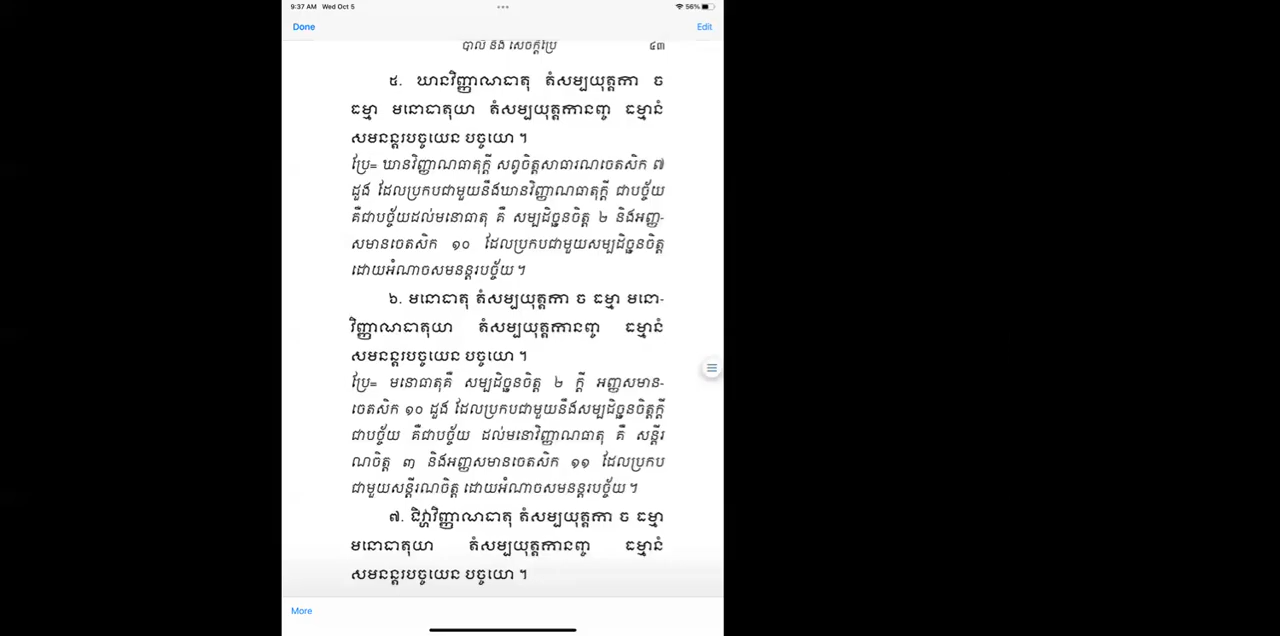 9:37 AM Wed Oct 5
56%
Done
Edit
បាលី និង សេចក្ដីប្រែ ៤៣
៥. ឃានវិញ្ញាណធាតុ តំសម្បយុត្តកា ច
ធម្មា មនោធាតុយា តំសម្បយុត្តកានញ្ច ធម្មានំ
សមនន្តរបច្ចយេន បច្ចយោ ។
ប្រែ= ឃានវិញ្ញាណធាតុក្ដី សព្វចិត្តសាធារណចេតសិក ៧
ដួង ដែលប្រកបជាមួយនឹងឃានវិញ្ញាណធាតុក្ដី ជាបច្ច័យ
គឺជាបច្ច័យដល់មនោធាតុ គឺ សម្បដិច្ឆនចិត្ត ២ និងអញ្ញ-
សមានចេតសិក ១០ ដែលប្រកបជាមួយសម្បដិច្ឆនចិត្ត
ដោយអំណាចសមនន្តរបច្ច័យ ។
៦. មនោធាតុ តំសម្បយុត្តកា ច ធម្មា មនោ-
វិញ្ញាណធាតុយា តំសម្បយុត្តកានញ្ច ធម្មានំ
សមនន្តរបច្ចយេន បច្ចយោ ។
ប្រែ= មនោធាតុគឺ សម្បដិច្ឆនចិត្ត ២ ក្ដី អញ្ញសមាន-
ចេតសិក ១០ ដួង ដែលប្រកបជាមួយនឹងសម្បដិច្ឆនចិត្តក្ដី
ជាបច្ច័យ គឺជាបច្ច័យ ដល់មនោវិញ្ញាណធាតុ គឺ សន្តីរ
ណចិត្ត ៣ និងអញ្ញសមានចេតសិក ១១ ដែលប្រកប
ជាមួយសន្តីរណចិត្ត ដោយអំណាចសមនន្តរបច្ច័យ ។
៧. ជិវ្ហាវិញ្ញាណធាតុ តំសម្បយុត្តកា ច ធម្មា
មនោធាតុយា តំសម្បយុត្តកានញ្ច ធម្មានំ
សមនន្តរបច្ចយេន បច្ចយោ ។
More